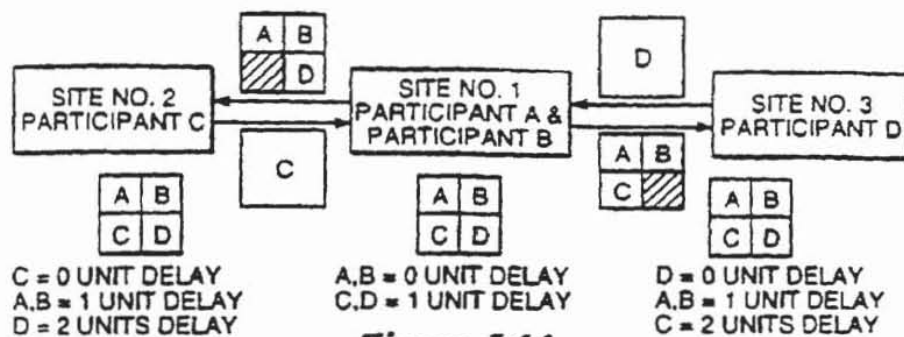 A B
D
D
SITE NO. 2
PARTICIPANT C
SITE NO. 1
PARTICIPANT A &
PARTICIPANT B
SITE NO. 3
PARTICIPANT D
C
A B
C
A B
C D
A B
C D
A B
C D
C = 0 UNIT DELAY
A,B = 1 UNIT DELAY
D = 2 UNITS DELAY
A,B = 0 UNIT DELAY
C,D = 1 UNIT DELAY
D = 0 UNIT DELAY
A,B = 1 UNIT DELAY
C = 2 UNITS DELAY